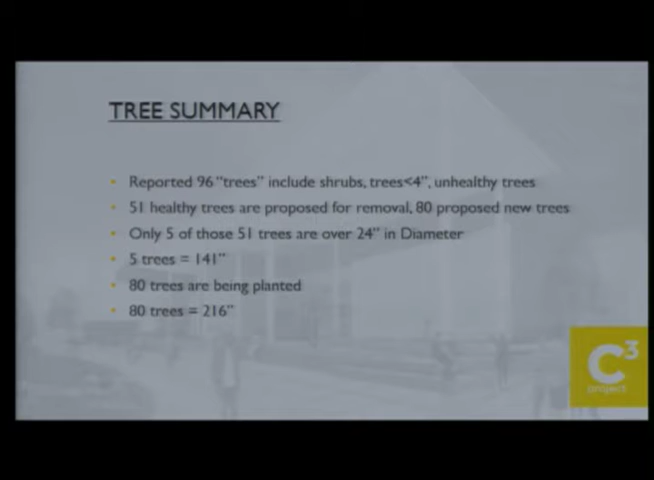 TREE SUMMARY
• Reported 96 "trees" include shrubs, trees<4", unhealthy trees
• 51 healthy trees are proposed for removal, 80 proposed new trees
• Only 5 of those 51 trees are over 24" in Diameter
• 5 trees = 141"
• 80 trees are being planted
• 80 trees = 216"
C3
project